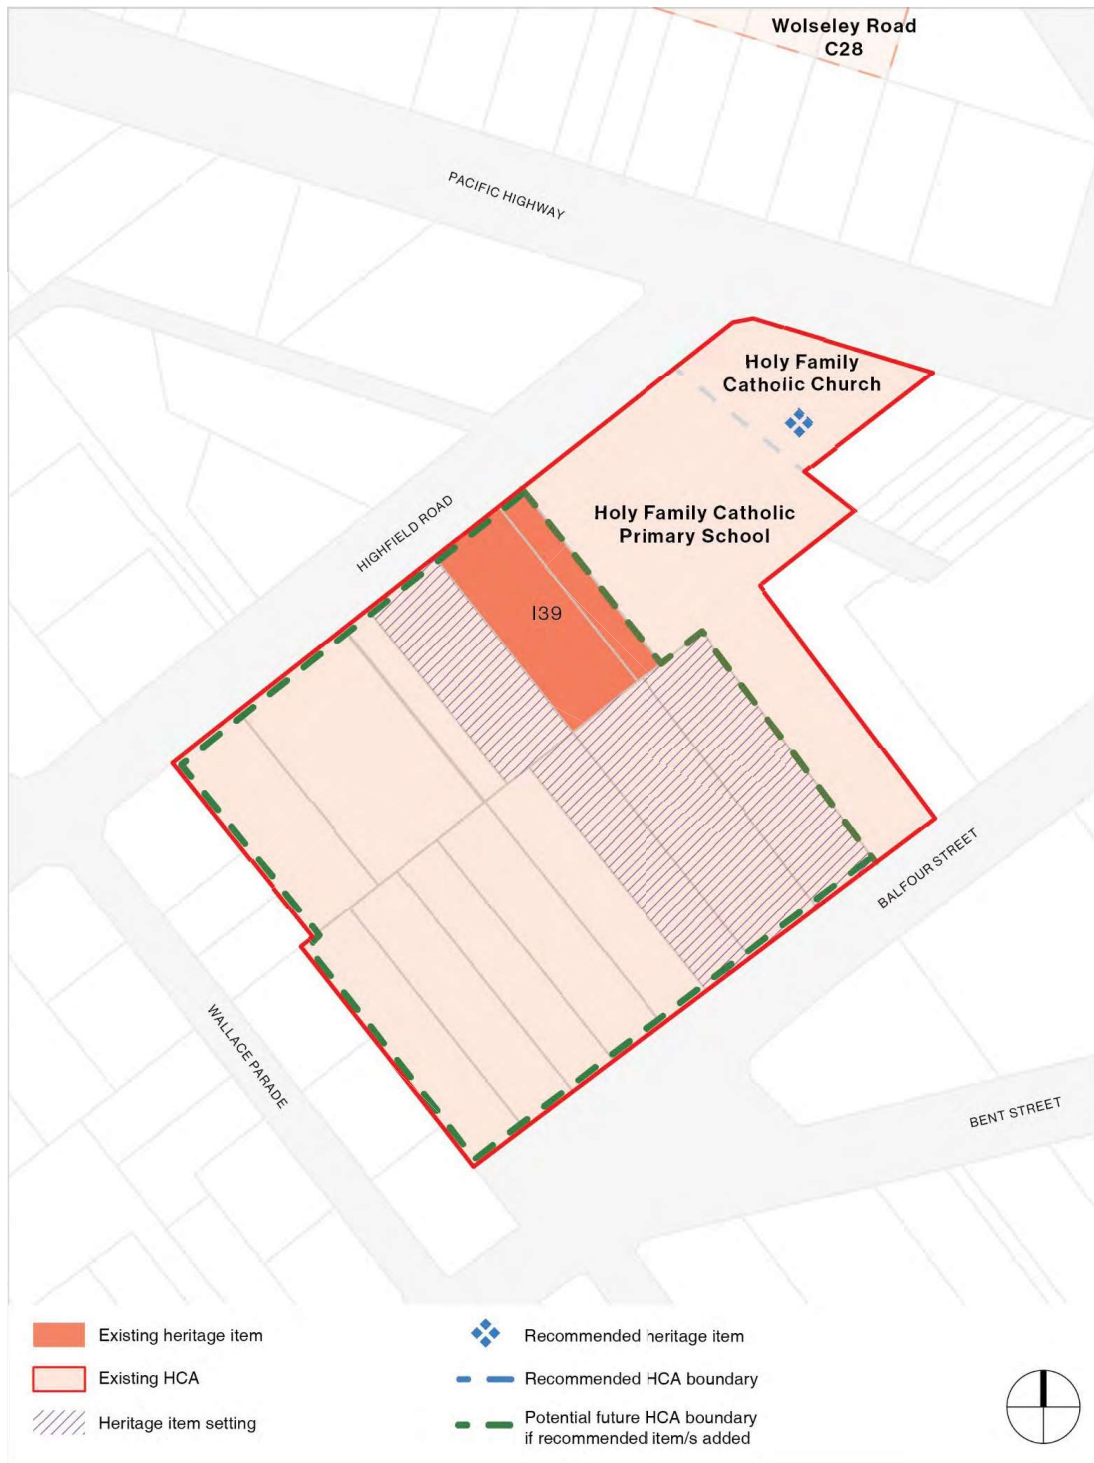 Wolseley Road
C28
PACIFIC HIGHWAY
Holy Family
Catholic Church
HIGHFIELD ROAD
Holy Family Catholic
Primary School
I39
BALFOUR STREET
WALLACE PARADE
BENT STREET
Existing heritage item
Existing HCA
Heritage item setting
Recommended heritage item
Recommended HCA boundary
Potential future HCA boundary
if recommended item/s added